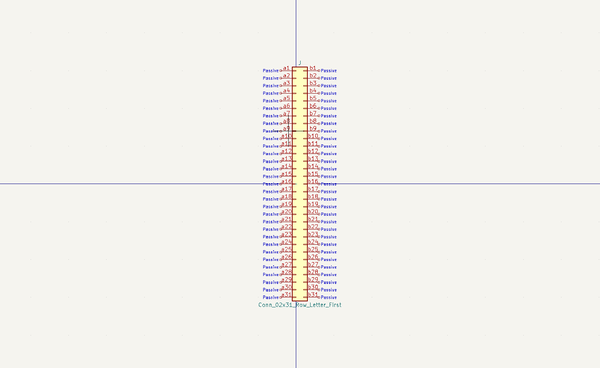 J
Passive a1 b1 Passive
Passive a2 b2 Passive
Passive a3 b3 Passive
Passive a4 b4 Passive
Passive a5 b5 Passive
Passive a6 b6 Passive
Passive a7 b7 Passive
Passive a8 b8 Passive
Passive a9 b9 Passive
Passive a10 b10 Passive
Passive a11 b11 Passive
Passive a12 b12 Passive
Passive a13 b13 Passive
Passive a14 b14 Passive
Passive a15 b15 Passive
Passive a16 b16 Passive
Passive a17 b17 Passive
Passive a18 b18 Passive
Passive a19 b19 Passive
Passive a20 b20 Passive
Passive a21 b21 Passive
Passive a22 b22 Passive
Passive a23 b23 Passive
Passive a24 b24 Passive
Passive a25 b25 Passive
Passive a26 b26 Passive
Passive a27 b27 Passive
Passive a28 b28 Passive
Passive a29 b29 Passive
Passive a30 b30 Passive
Passive a31 b31 Passive
Conn_02x31_Row_Letter_First